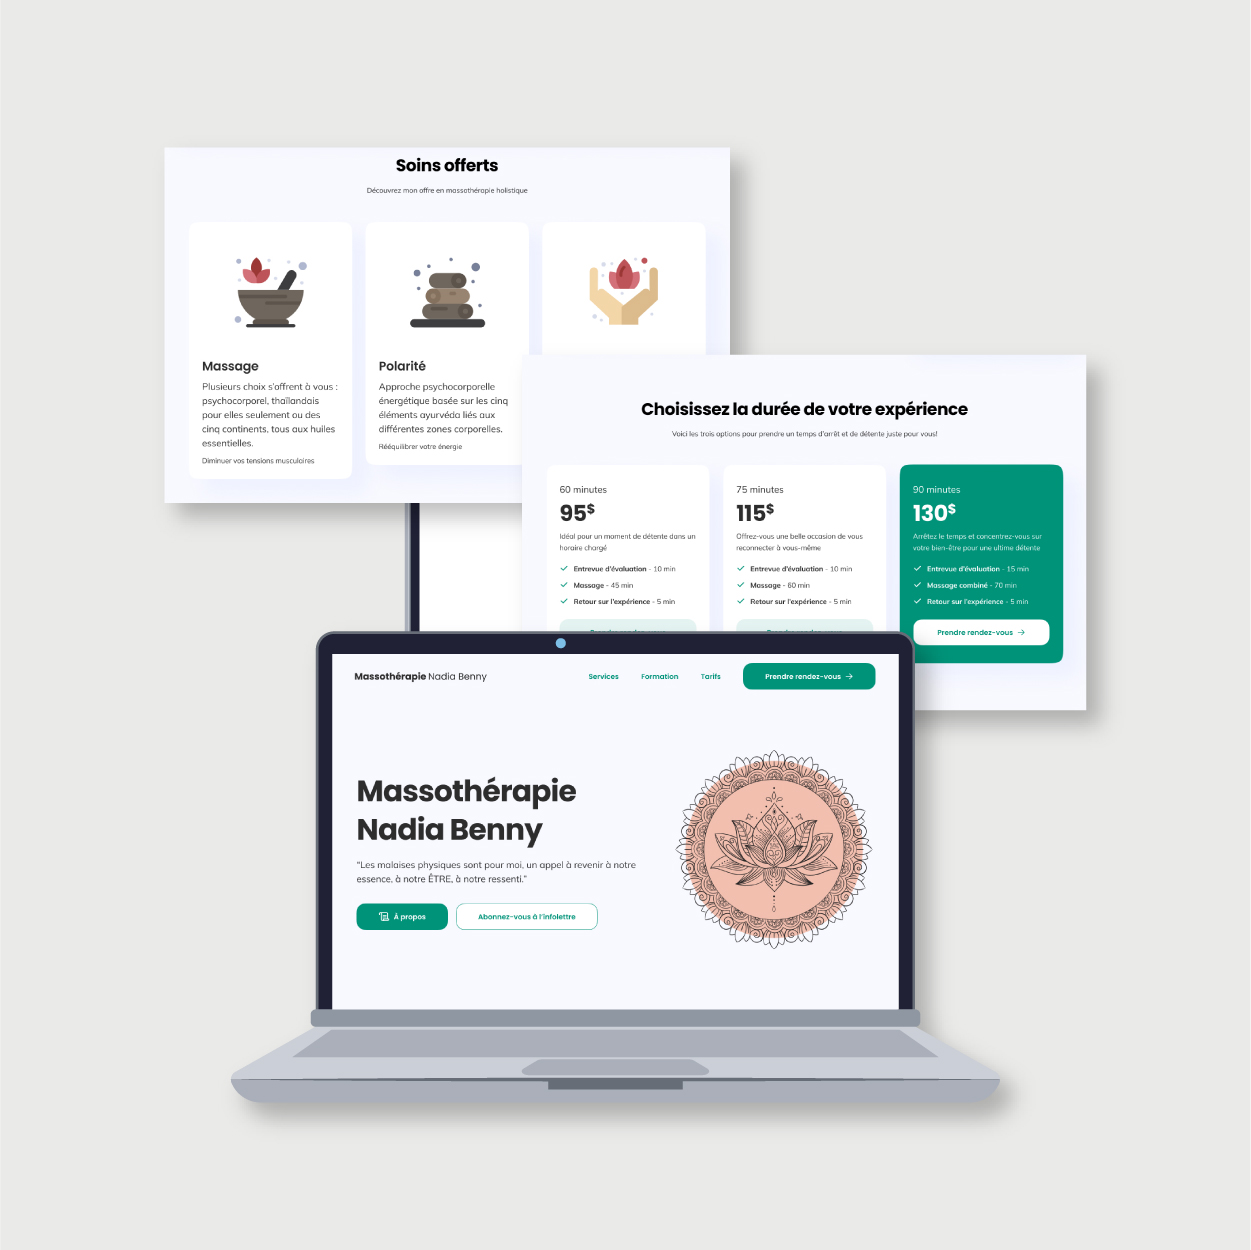 Soins offerts
Découvrez mon offre en massothérapie holistique
Massage
Plusieurs choix s'offrent à vous :
psychocorporel, thaïlandais
pour elles seulement ou des
cinq continents, tous aux huiles
essentielles.
Diminuer vos tensions musculaires
Polarité
Approche psychocorporelle
énergétique basée sur les cinq
éléments ayurvéda liés aux
différentes zones corporelles.
Rééquilibrer votre énergie
Choisissez la durée de votre expérience
Voici les trois options pour prendre un temps d'arrêt et de détente juste pour vous!
60 minutes
95$
Idéal pour un moment de détente dans un
horaire chargé
Entrevue d'évaluation - 10 min
Massage - 45 min
Retour sur l'expérience - 5 min
75 minutes
115$
Offrez-vous une belle occasion de vous
reconnecter à vous-même
Entrevue d'évaluation - 10 min
Massage - 60 min
Retour sur l'expérience - 5 min
90 minutes
130$
Arrêtez le temps et concentrez-vous sur
votre bien-être pour une ultime détente
Entrevue d'évaluation - 15 min
Massage combiné - 70 min
Retour sur l'expérience - 5 min
Prendre rendez-vous →
Massothérapie Nadia Benny
Services
Formation
Tarifs
Prendre rendez-vous →
Massothérapie
Nadia Benny
"Les malaises physiques sont pour moi, un appel à revenir à notre
essence, à notre ÊTRE, à notre ressenti."
À propos
Abonnez-vous à l'infolettre